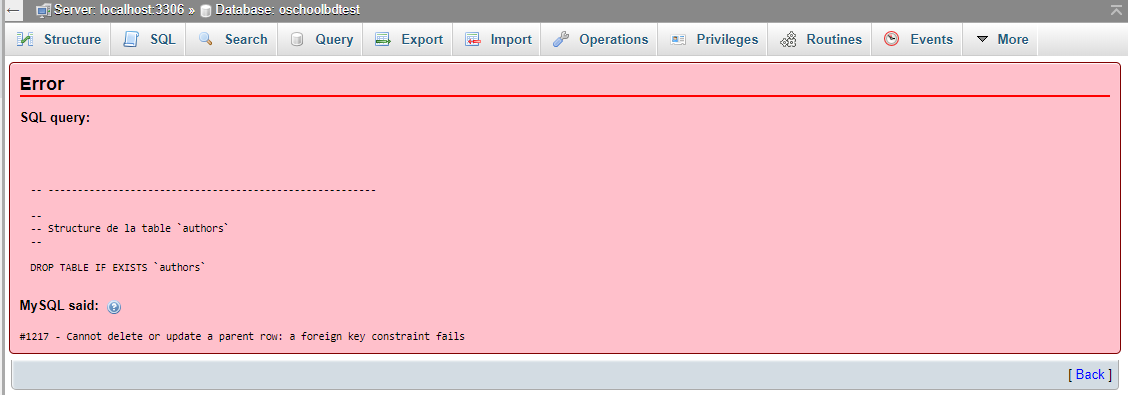 Server: localhost:3306 » Database: oschoolbdtest
Structure SQL Search Query Export Import Operations Privileges Routines Events More
Error
SQL query:
-- --------------------------------------------------------
--
-- Structure de la table `authors`
--
DROP TABLE IF EXISTS `authors`
MySQL said:
#1217 - Cannot delete or update a parent row: a foreign key constraint fails
[ Back ]